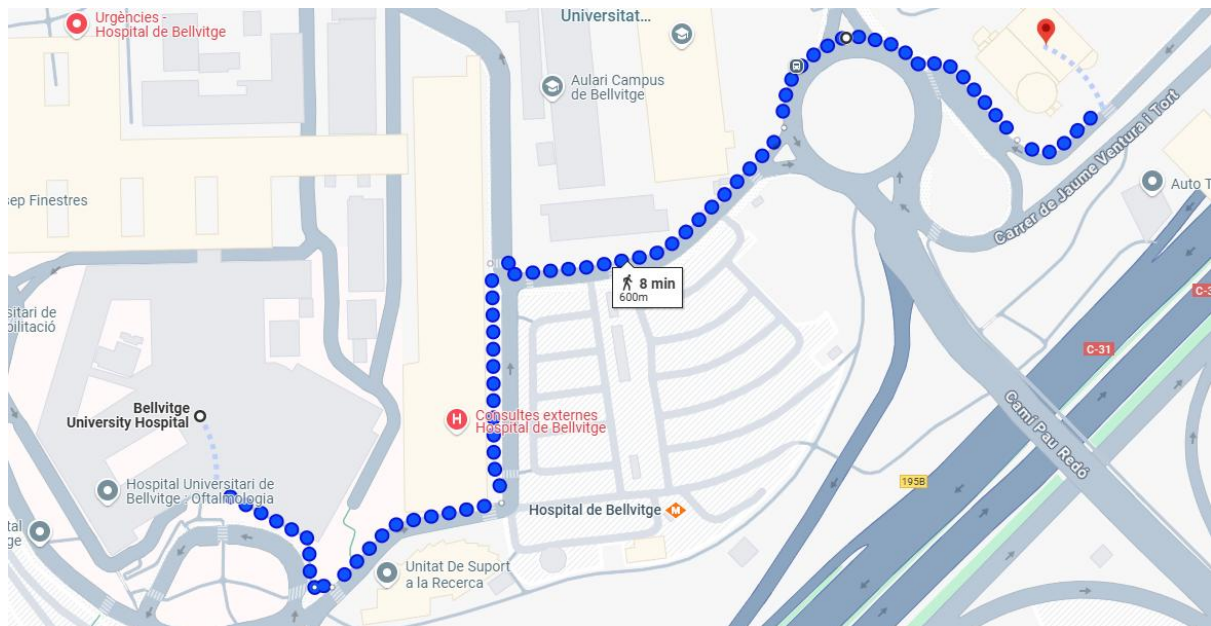 Urgències -
Hospital de Bellvitge
Universitat...
Aulari Campus
de Bellvitge
Carrer de Jaume Ventura i Tort
Auto T
sep Finestres
8 min
600m
C-31
C-3
sitari de
bilitació
Bellvitge
University Hospital
H
Consultes externes
Hospital de Bellvitge
Camí Pau Redó
195B
Hospital Universitari de
Bellvitge - Oftalmologia
Hospital de Bellvitge
M
tal
ge
Unitat De Suport
a la Recerca